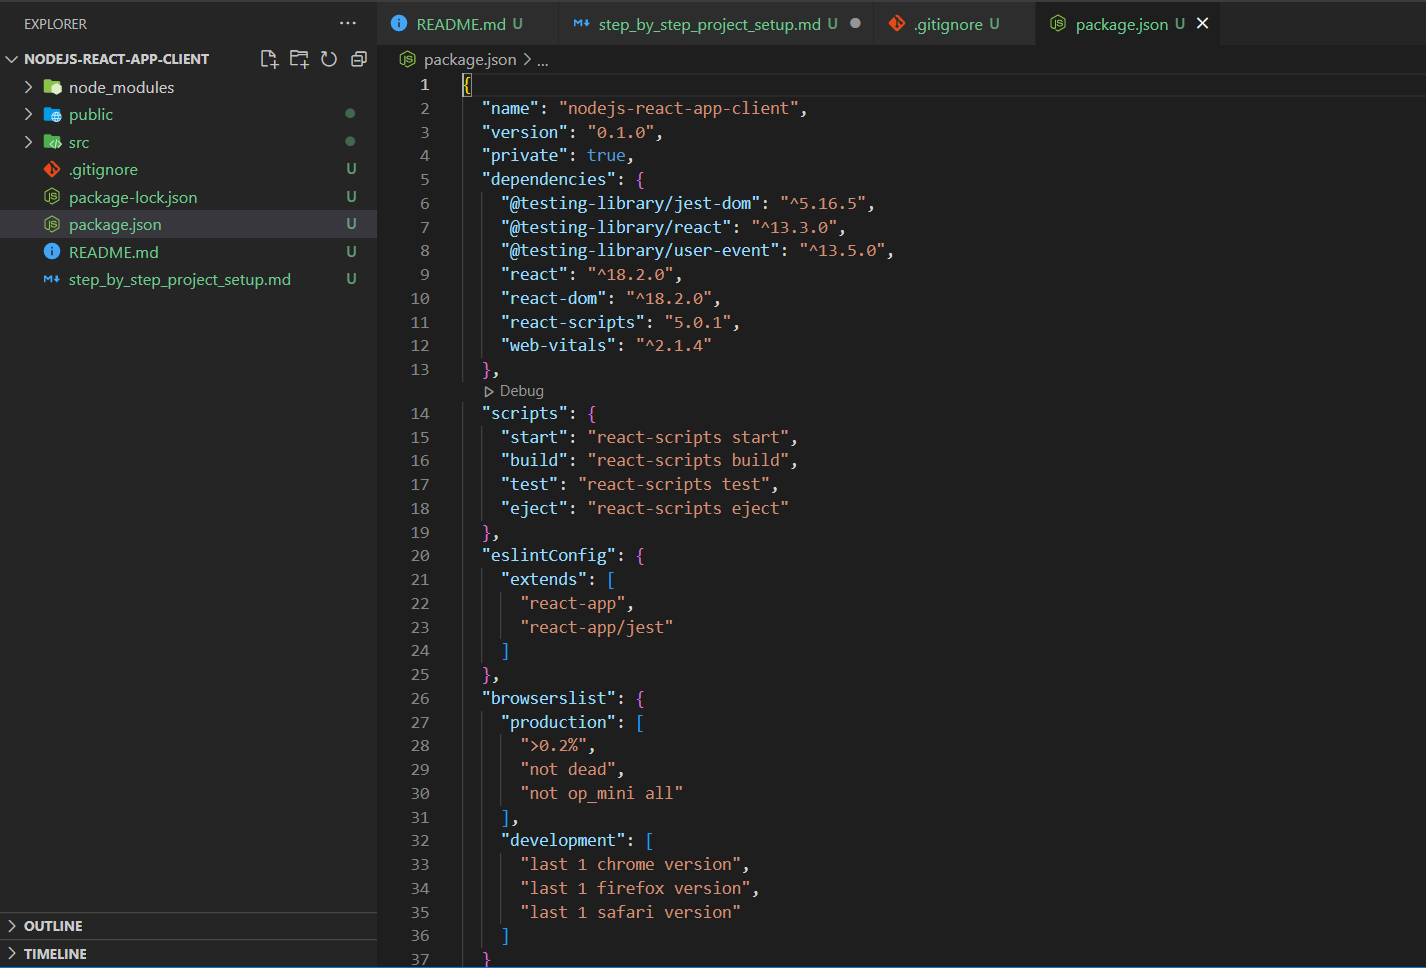 EXPLORER
···
NODEJS-REACT-APP-CLIENT
node_modules
public
src
.gitignore U
package-lock.json U
package.json U
README.md U
step_by_step_project_setup.md U
OUTLINE
TIMELINE
README.md U
step_by_step_project_setup.md U
.gitignore U
package.json U
package.json > ...
1 {
2 "name": "nodejs-react-app-client",
3 "version": "0.1.0",
4 "private": true,
5 "dependencies": {
6 "@testing-library/jest-dom": "^5.16.5",
7 "@testing-library/react": "^13.3.0",
8 "@testing-library/user-event": "^13.5.0",
9 "react": "^18.2.0",
10 "react-dom": "^18.2.0",
11 "react-scripts": "5.0.1",
12 "web-vitals": "^2.1.4"
13 },
Debug
14 "scripts": {
15 "start": "react-scripts start",
16 "build": "react-scripts build",
17 "test": "react-scripts test",
18 "eject": "react-scripts eject"
19 },
20 "eslintConfig": {
21 "extends": [
22 "react-app",
23 "react-app/jest"
24 ]
25 },
26 "browserslist": {
27 "production": [
28 ">0.2%",
29 "not dead",
30 "not op_mini all"
31 ],
32 "development": [
33 "last 1 chrome version",
34 "last 1 firefox version",
35 "last 1 safari version"
36 ]
37 }